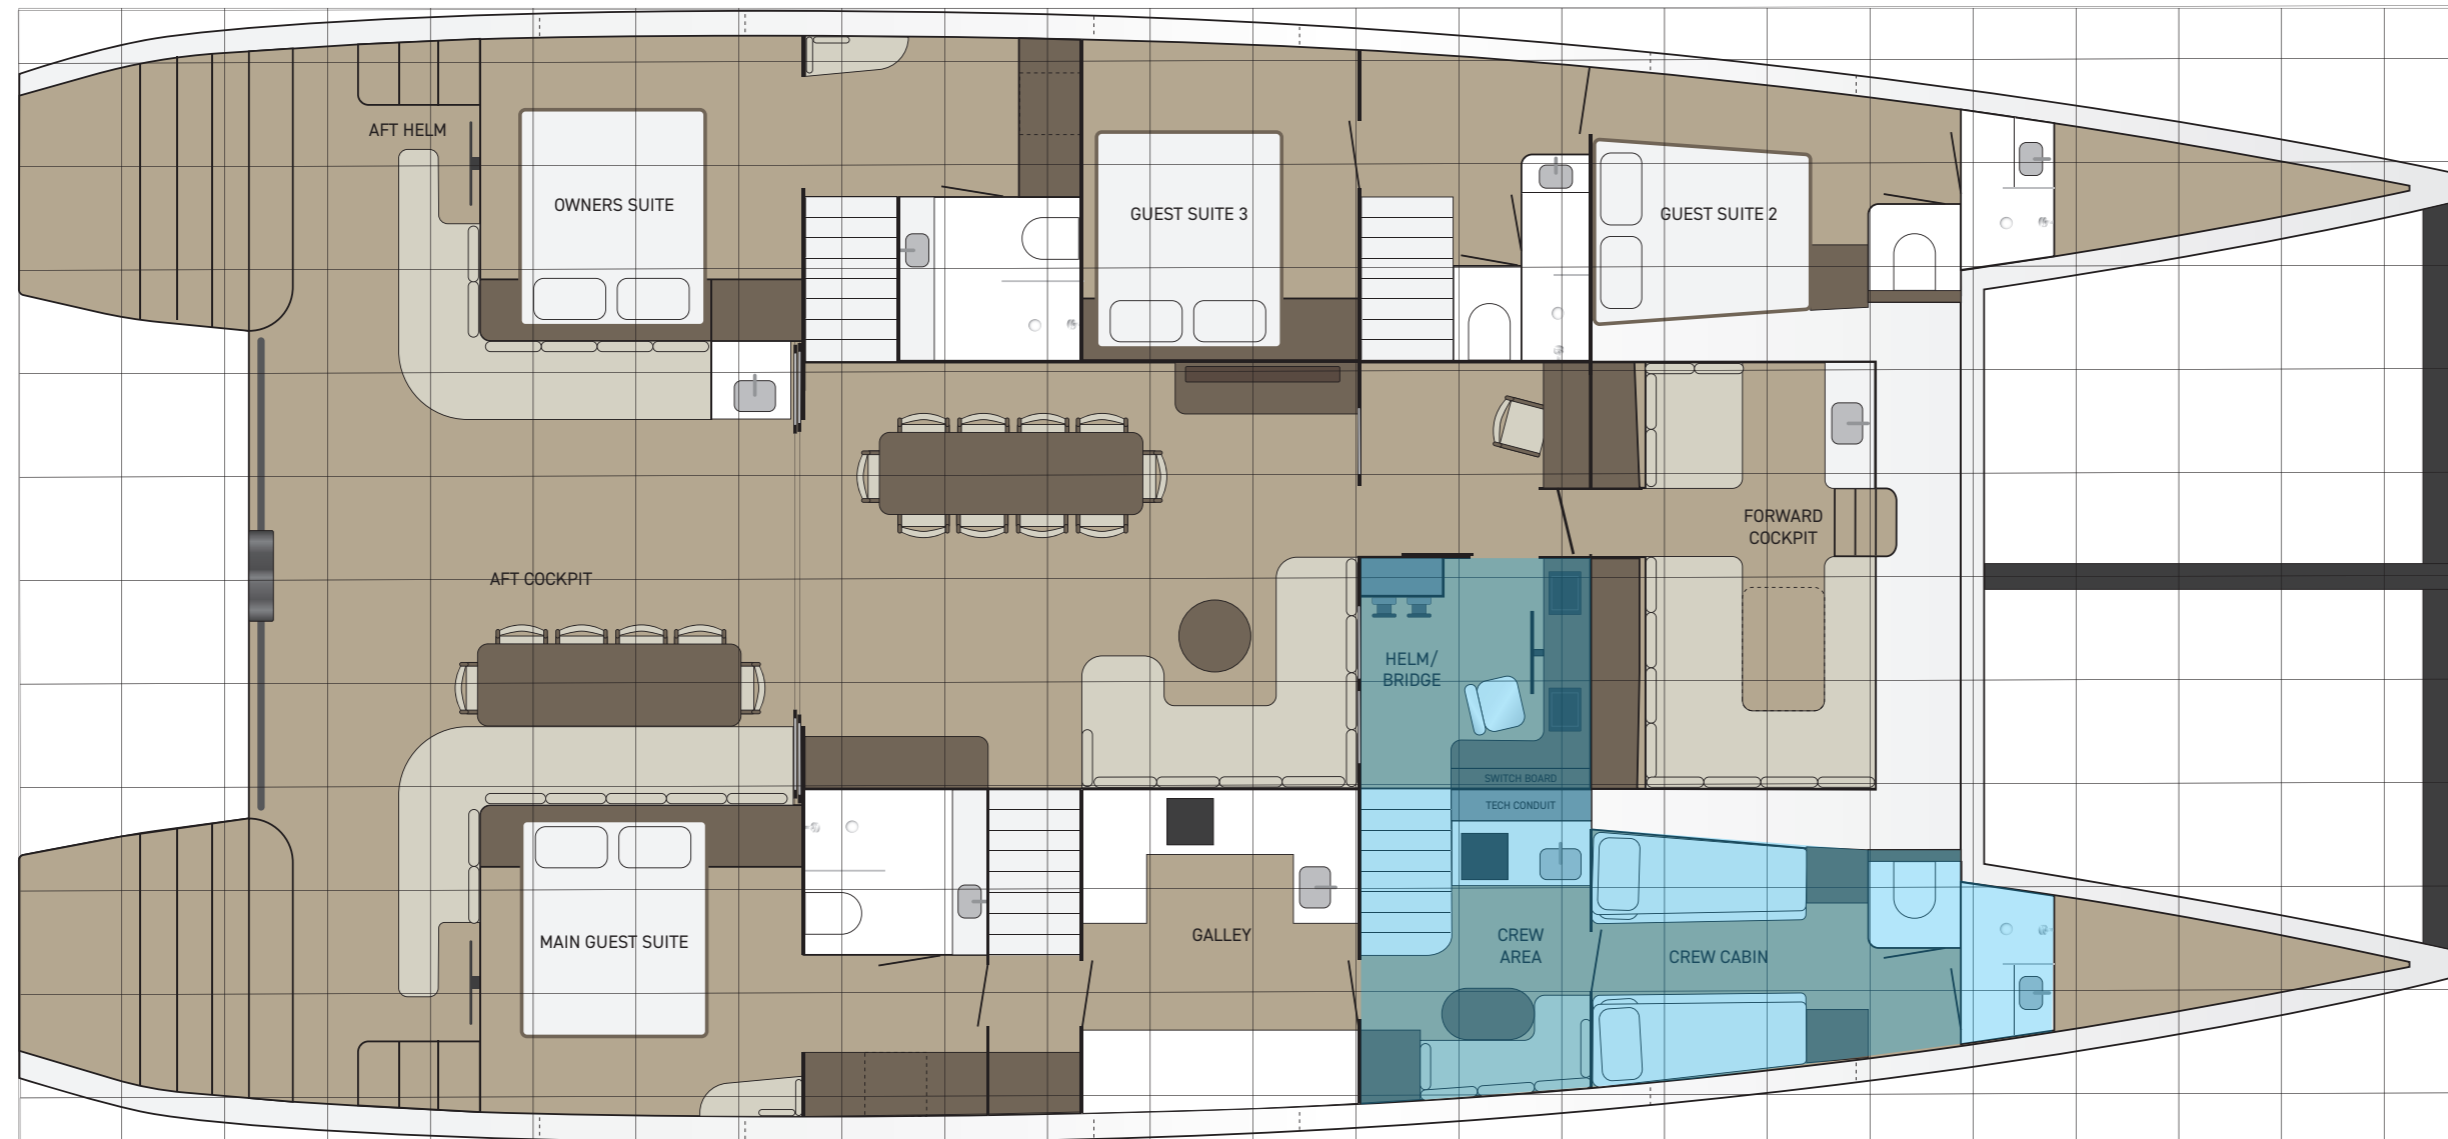 AFT HELM
OWNERS SUITE
GUEST SUITE 3
GUEST SUITE 2
FORWARD
COCKPIT
AFT COCKPIT
HELM/
BRIDGE
SWITCH BOARD
TECH CONDUIT
MAIN GUEST SUITE
GALLEY
CREW
AREA
CREW CABIN